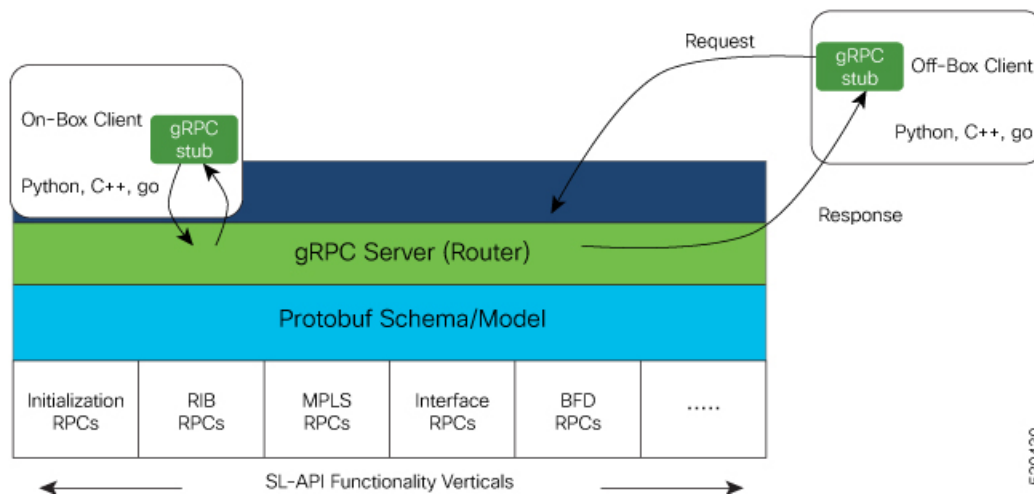 Request
gRPC
stub
Off-Box Client
Python, C++, go
On-Box Client
gRPC
stub
Python, C++, go
Response
gRPC Server (Router)
Protobuf Schema/Model
Initialization
RPCs
RIB
RPCs
MPLS
RPCs
Interface
RPCs
BFD
RPCs
.....
SL-API Functionality Verticals